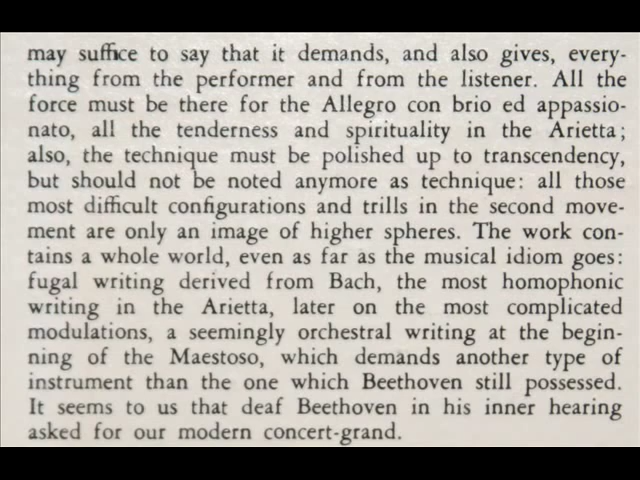 may suffice to say that it demands, and also gives, every-
thing from the performer and from the listener. All the
force must be there for the Allegro con brio ed appassio-
nato, all the tenderness and spirituality in the Arietta;
also, the technique must be polished up to transcendency,
but should not be noted anymore as technique: all those
most difficult configurations and trills in the second move-
ment are only an image of higher spheres. The work con-
tains a whole world, even as far as the musical idiom goes:
fugal writing derived from Bach, the most homophonic
writing in the Arietta, later on the most complicated
modulations, a seemingly orchestral writing at the begin-
ning of the Maestoso, which demands another type of
instrument than the one which Beethoven still possessed.
It seems to us that deaf Beethoven in his inner hearing
asked for our modern concert-grand.